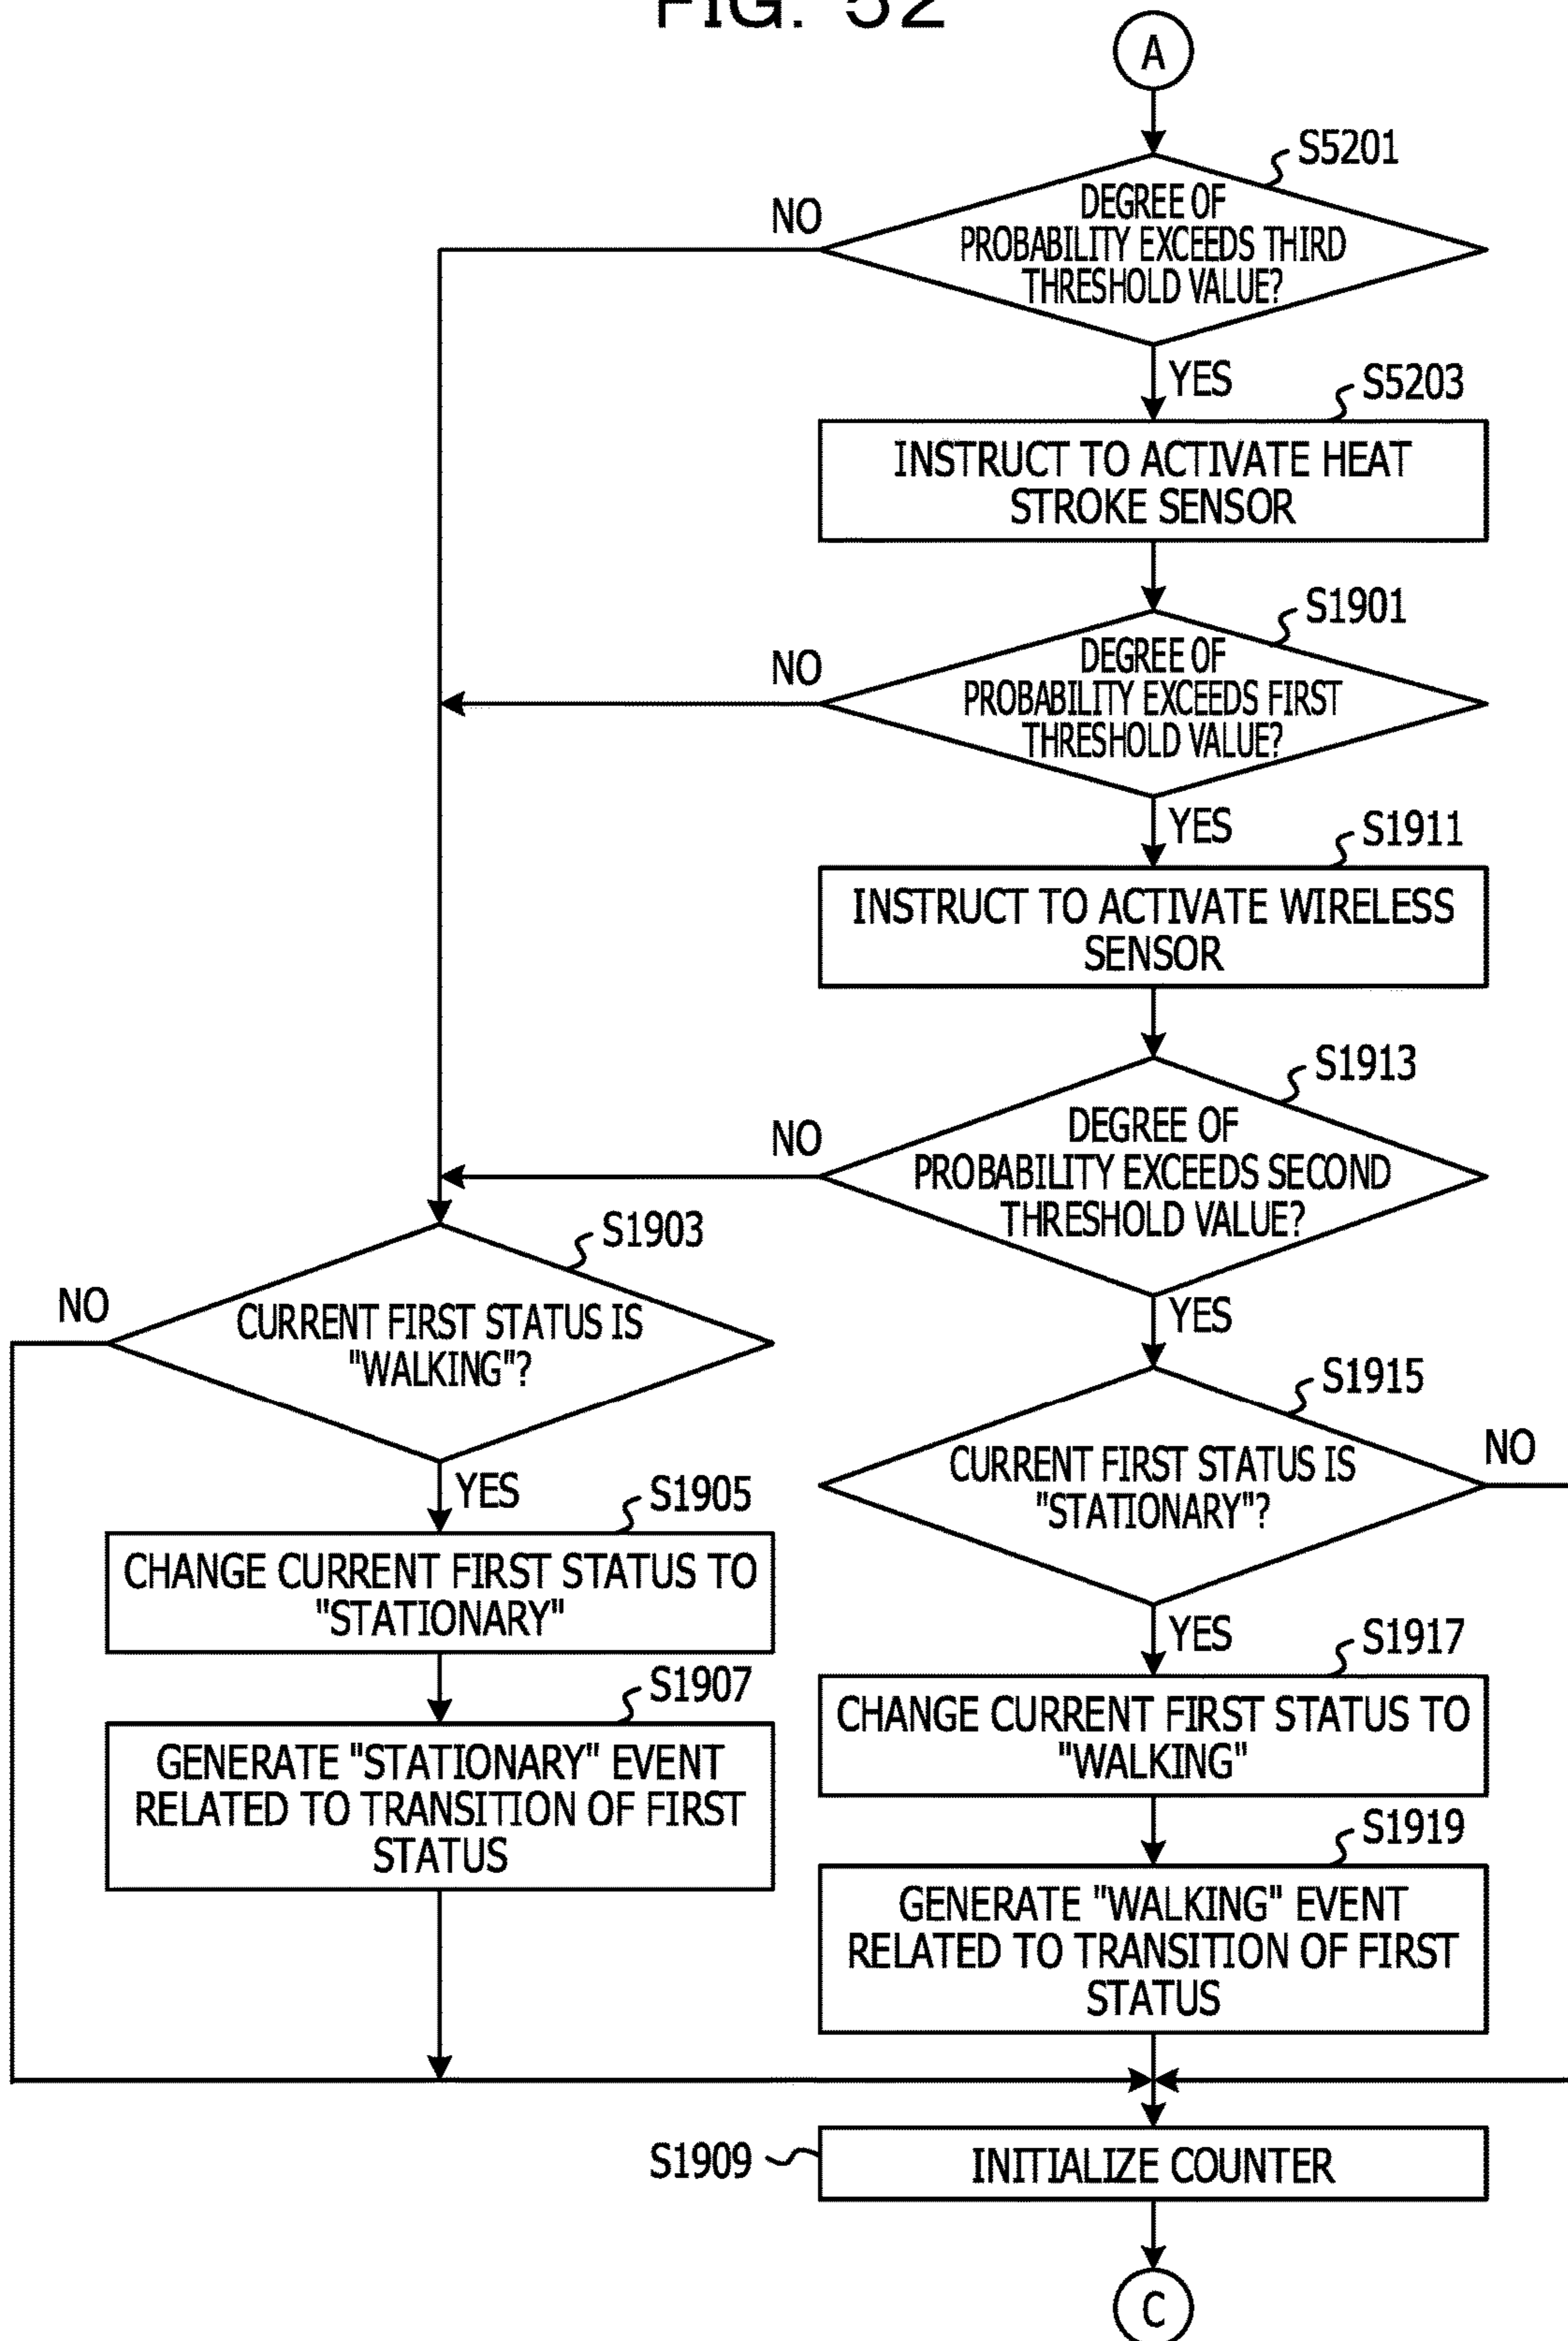 FIG. 52
A
S5201
DEGREE OF
PROBABILITY EXCEEDS THIRD
THRESHOLD VALUE?
NO
YES
S5203
INSTRUCT TO ACTIVATE HEAT
STROKE SENSOR
S1901
DEGREE OF
PROBABILITY EXCEEDS FIRST
THRESHOLD VALUE?
NO
YES
S1911
INSTRUCT TO ACTIVATE WIRELESS
SENSOR
S1913
DEGREE OF
PROBABILITY EXCEEDS SECOND
THRESHOLD VALUE?
NO
YES
S1903
CURRENT FIRST STATUS IS
"WALKING"?
NO
YES
S1905
CHANGE CURRENT FIRST STATUS TO
"STATIONARY"
S1907
GENERATE "STATIONARY" EVENT
RELATED TO TRANSITION OF FIRST
STATUS
S1915
CURRENT FIRST STATUS IS
"STATIONARY"?
NO
YES
S1917
CHANGE CURRENT FIRST STATUS TO
"WALKING"
S1919
GENERATE "WALKING" EVENT
RELATED TO TRANSITION OF FIRST
STATUS
S1909
INITIALIZE COUNTER
C